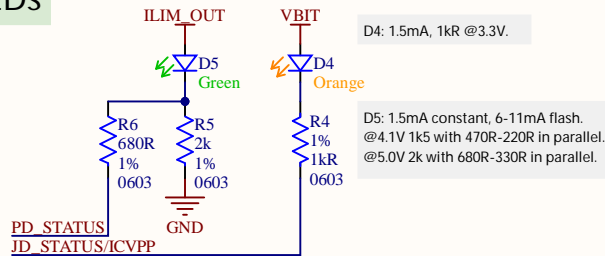 EDs
ILIM_OUT
VBIT
D4: 1.5mA, 1kR @3.3V.
D5
Green
D4
Orange
R6
680R
1%
0603
R5
2k
1%
0603
R4
1%
1kR
0603
D5: 1.5mA constant, 6-11mA flash.
@4.1V 1k5 with 470R-220R in parallel.
@5.0V 2k with 680R-330R in parallel.
PD_STATUS
GND
JD_STATUS/ICVPP